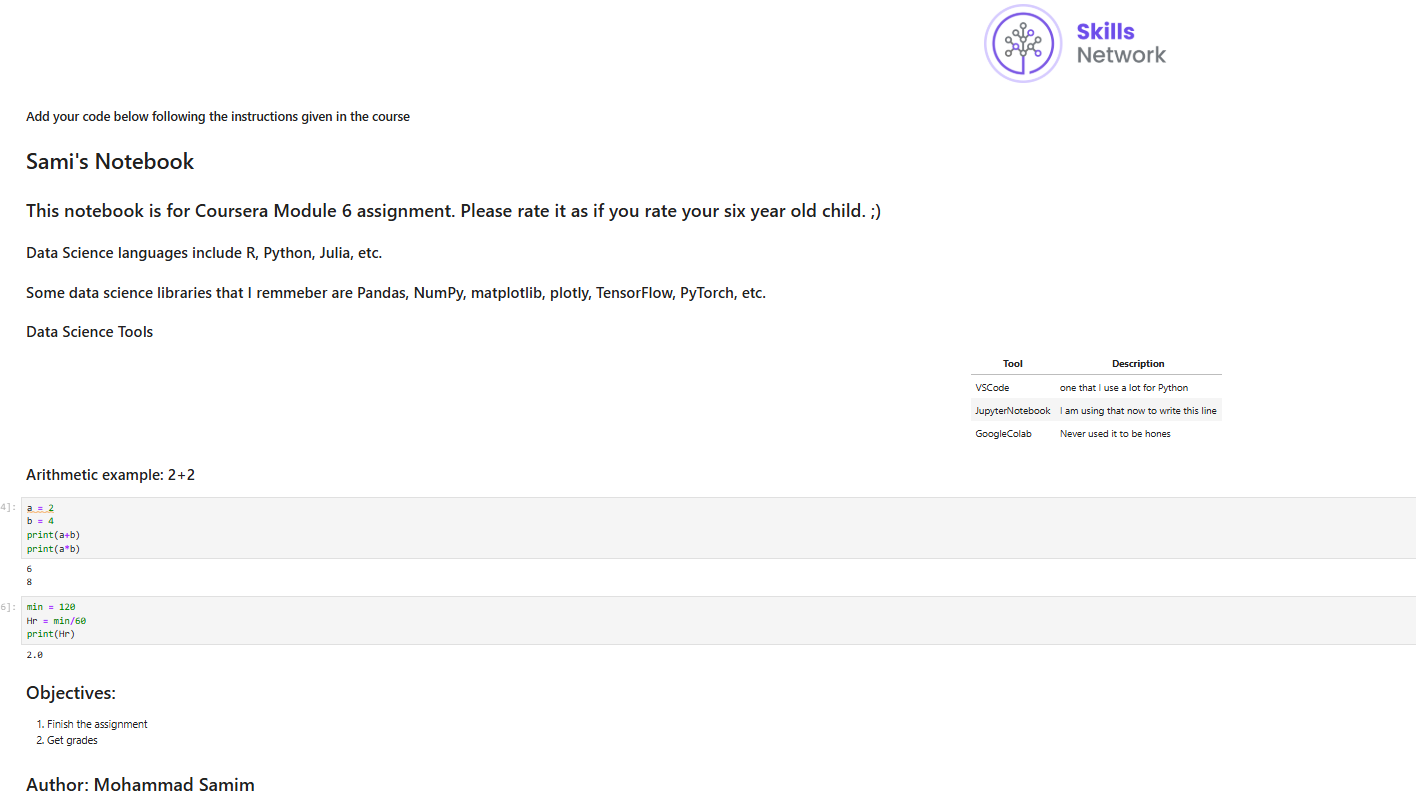 Skills
Network
Add your code below following the instructions given in the course
Sami's Notebook
This notebook is for Coursera Module 6 assignment. Please rate it as if you rate your six year old child. ;)
Data Science languages include R, Python, Julia, etc.
Some data science libraries that I remmeber are Pandas, NumPy, matplotlib, plotly, TensorFlow, PyTorch, etc.
Data Science Tools
Tool Description
VSCode one that I use a lot for Python
JupyterNotebook I am using that now to write this line
GoogleColab Never used it to be hones
Arithmetic example: 2+2
4]: a = 2
b = 4
print(a+b)
print(a*b)
6
8
6]: min = 120
Hr = min/60
print(Hr)
2.0
Objectives:
1. Finish the assignment
2. Get grades
Author: Mohammad Samim